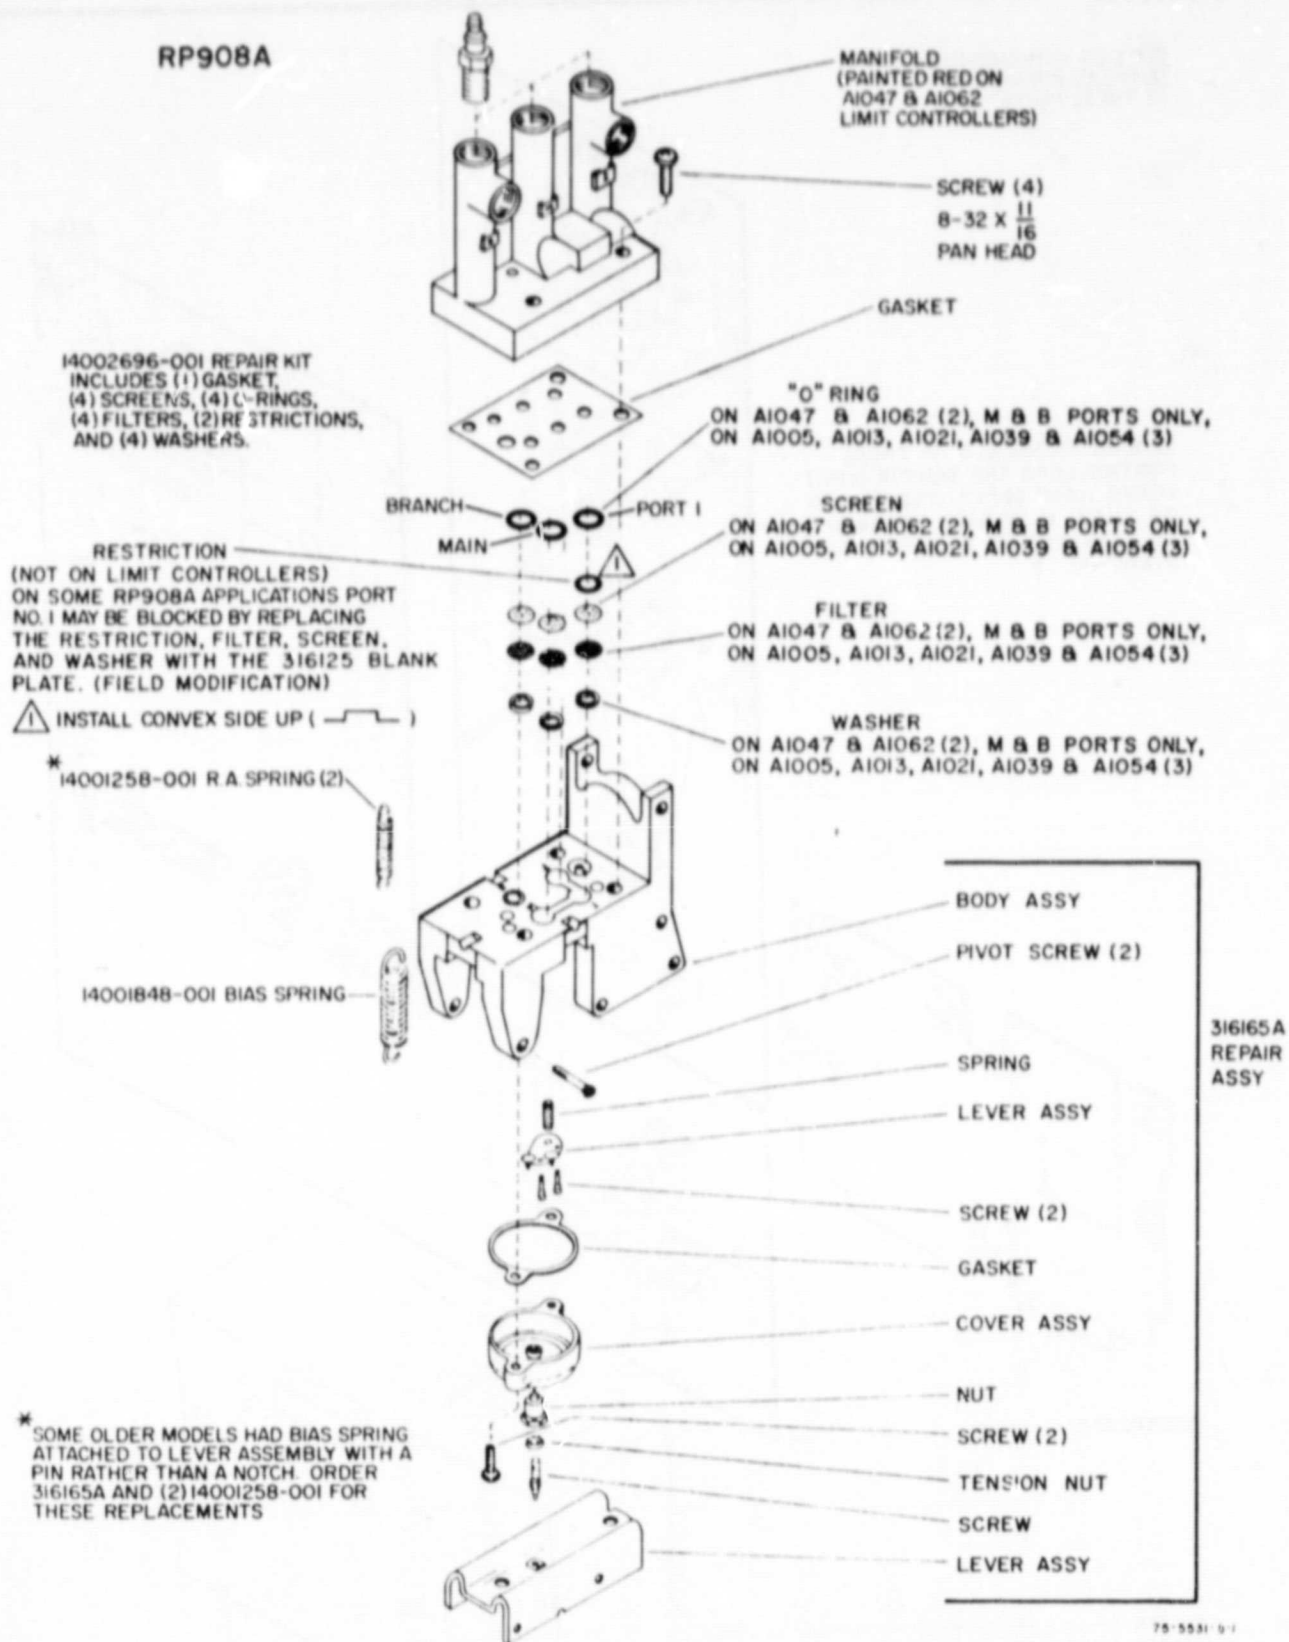 RP908A
MANIFOLD
(PAINTED RED ON
A1047 & A1062
LIMIT CONTROLLERS)
SCREW (4)
8-32 X 11/16
PAN HEAD
GASKET
14002696-001 REPAIR KIT
INCLUDES (1) GASKET,
(4) SCREENS, (4) O-RINGS,
(4) FILTERS, (2) RESTRICTIONS,
AND (4) WASHERS.
"O" RING
ON A1047 & A1062 (2), M & B PORTS ONLY,
ON A1005, A1013, A1021, A1039 & A1054 (3)
BRANCH
PORT 1
MAIN
SCREEN
ON A1047 & A1062 (2), M & B PORTS ONLY,
ON A1005, A1013, A1021, A1039 & A1054 (3)
1
RESTRICTION
(NOT ON LIMIT CONTROLLERS)
ON SOME RP908A APPLICATIONS PORT
NO. 1 MAY BE BLOCKED BY REPLACING
THE RESTRICTION, FILTER, SCREEN,
AND WASHER WITH THE 316125 BLANK
PLATE. (FIELD MODIFICATION)
1 INSTALL CONVEX SIDE UP ( )
FILTER
ON A1047 & A1062 (2), M & B PORTS ONLY,
ON A1005, A1013, A1021, A1039 & A1054 (3)
WASHER
ON A1047 & A1062 (2), M & B PORTS ONLY,
ON A1005, A1013, A1021, A1039 & A1054 (3)
* 14001258-001 R.A. SPRING (2)
14001848-001 BIAS SPRING
BODY ASSY
PIVOT SCREW (2)
SPRING
LEVER ASSY
SCREW (2)
GASKET
COVER ASSY
NUT
SCREW (2)
TENSION NUT
SCREW
LEVER ASSY
316165A
REPAIR
ASSY
* SOME OLDER MODELS HAD BIAS SPRING
ATTACHED TO LEVER ASSEMBLY WITH A
PIN RATHER THAN A NOTCH. ORDER
316165A AND (2) 14001258-001 FOR
THESE REPLACEMENTS